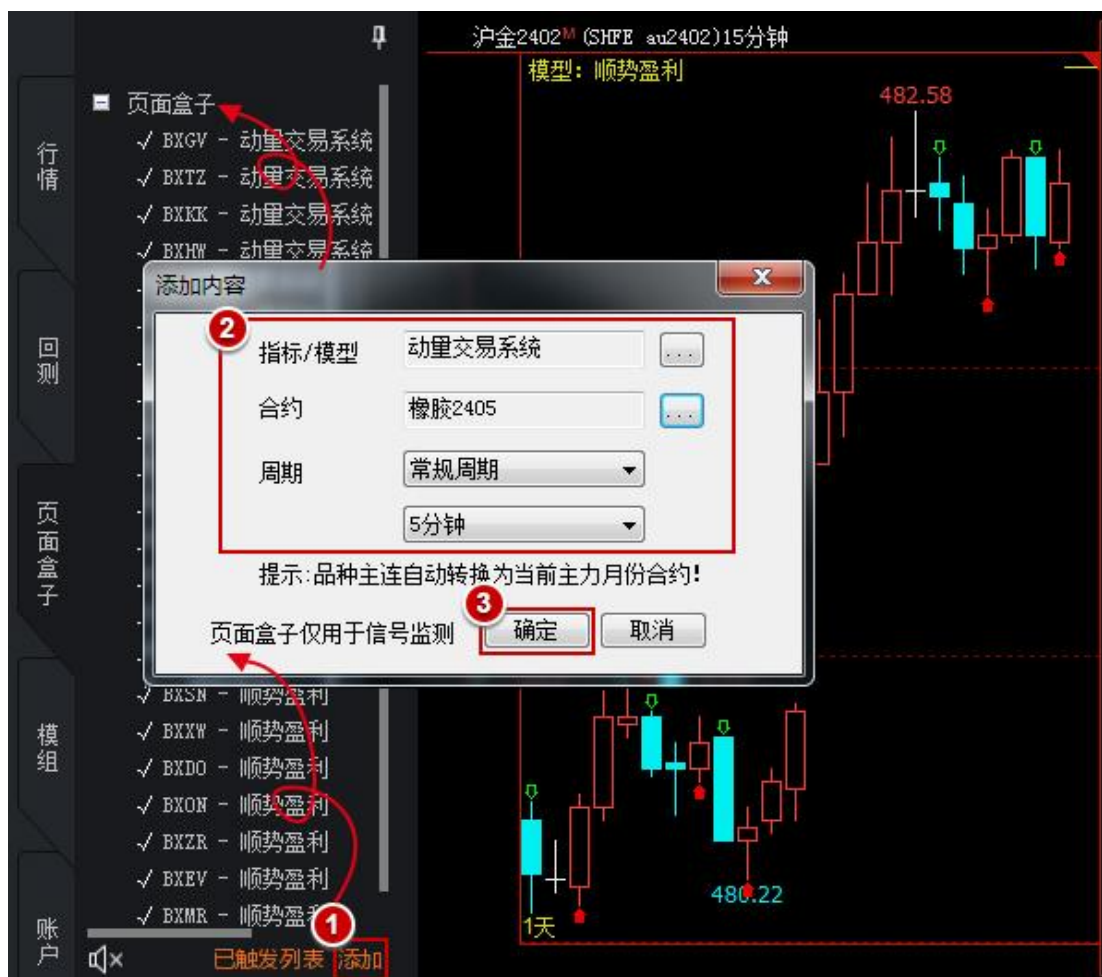 沪金2402M (SHFE au2402)15分钟
模型：顺势盈利
482.58
行情
回测
页面盒子
模组
账户
页面盒子
✓ BXGV - 动量交易系统
✓ BXTZ - 动量交易系统
✓ BXKK - 动量交易系统
✓ BXHW - 动量交易系统
添加内容
X
2
指标/模型
动量交易系统
...
合约
橡胶2405
...
周期
常规周期
5分钟
提示:品种主连自动转换为当前主力月份合约!
3
页面盒子仅用于信号监测
确定
取消
✓ BXSN - 顺势盈利
✓ BXXW - 顺势盈利
✓ BXDO - 顺势盈利
✓ BXON - 顺势盈利
✓ BXZR - 顺势盈利
✓ BXEV - 顺势盈利
✓ BXMR - 顺势盈
1
已触发列表
添加
480.22
1天